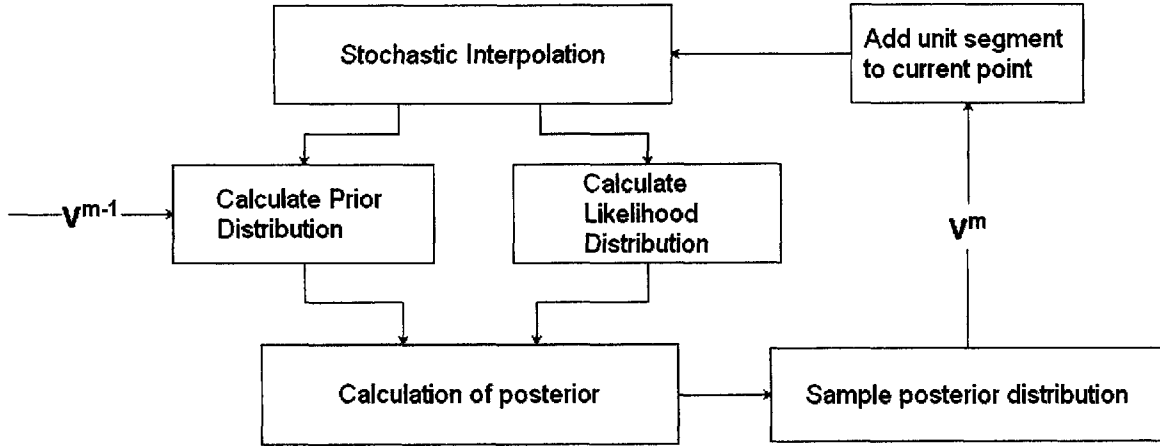 Stochastic Interpolation
Add unit segment
to current point
Calculate Prior
Distribution
Calculate
Likelihood
Distribution
V^m-1
V^m
Calculation of posterior
Sample posterior distribution